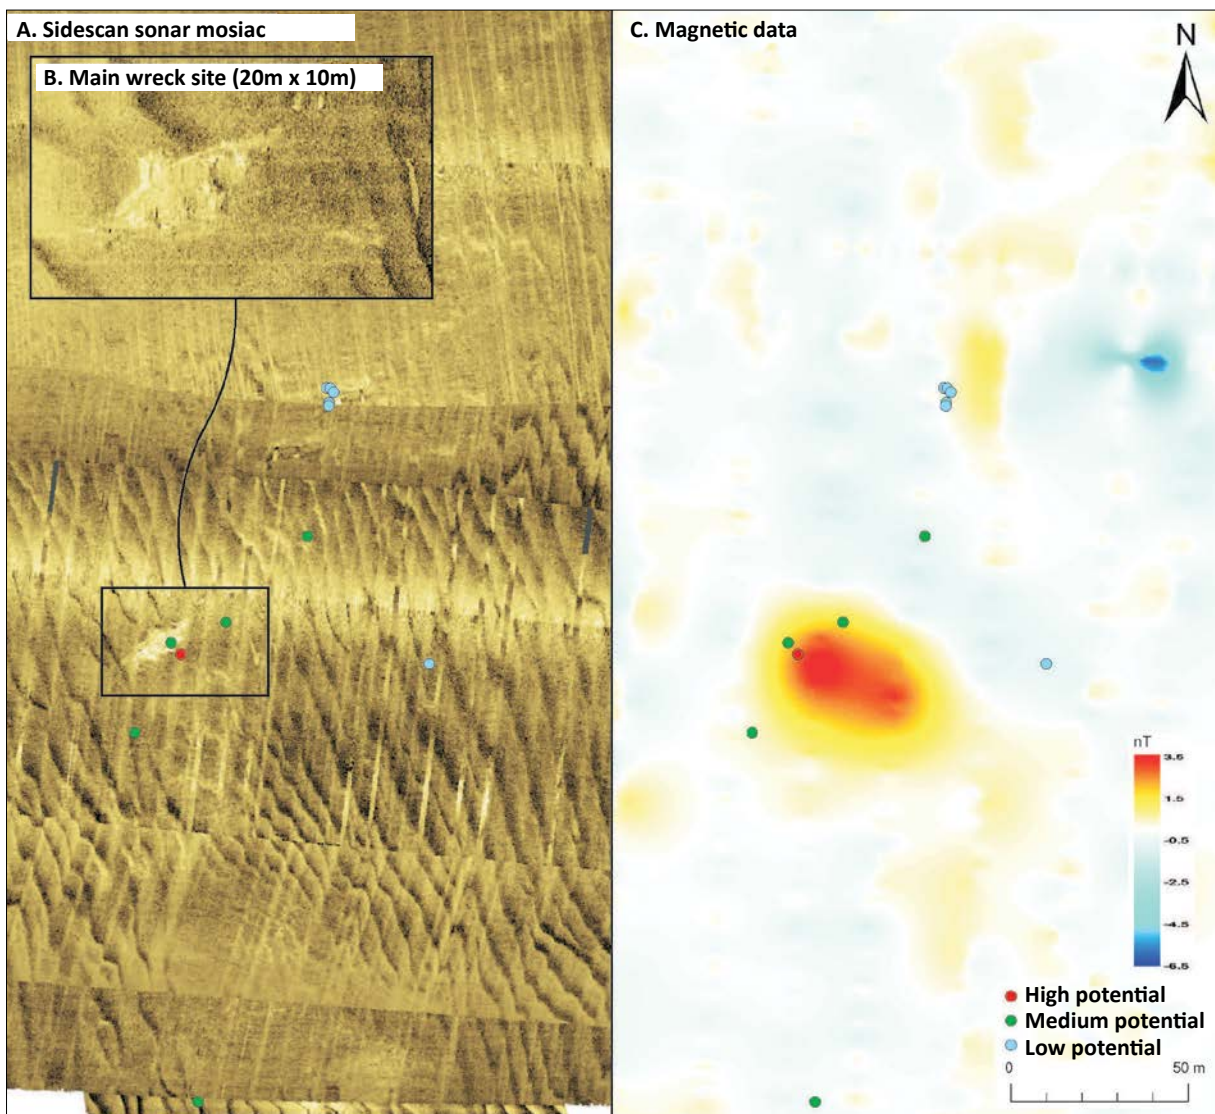 A. Sidescan sonar mosiac
B. Main wreck site (20m x 10m)
C. Magnetic data
N
nT
3.5
1.5
-0.5
-2.5
-4.5
-6.5
High potential
Medium potential
Low potential
0 50 m